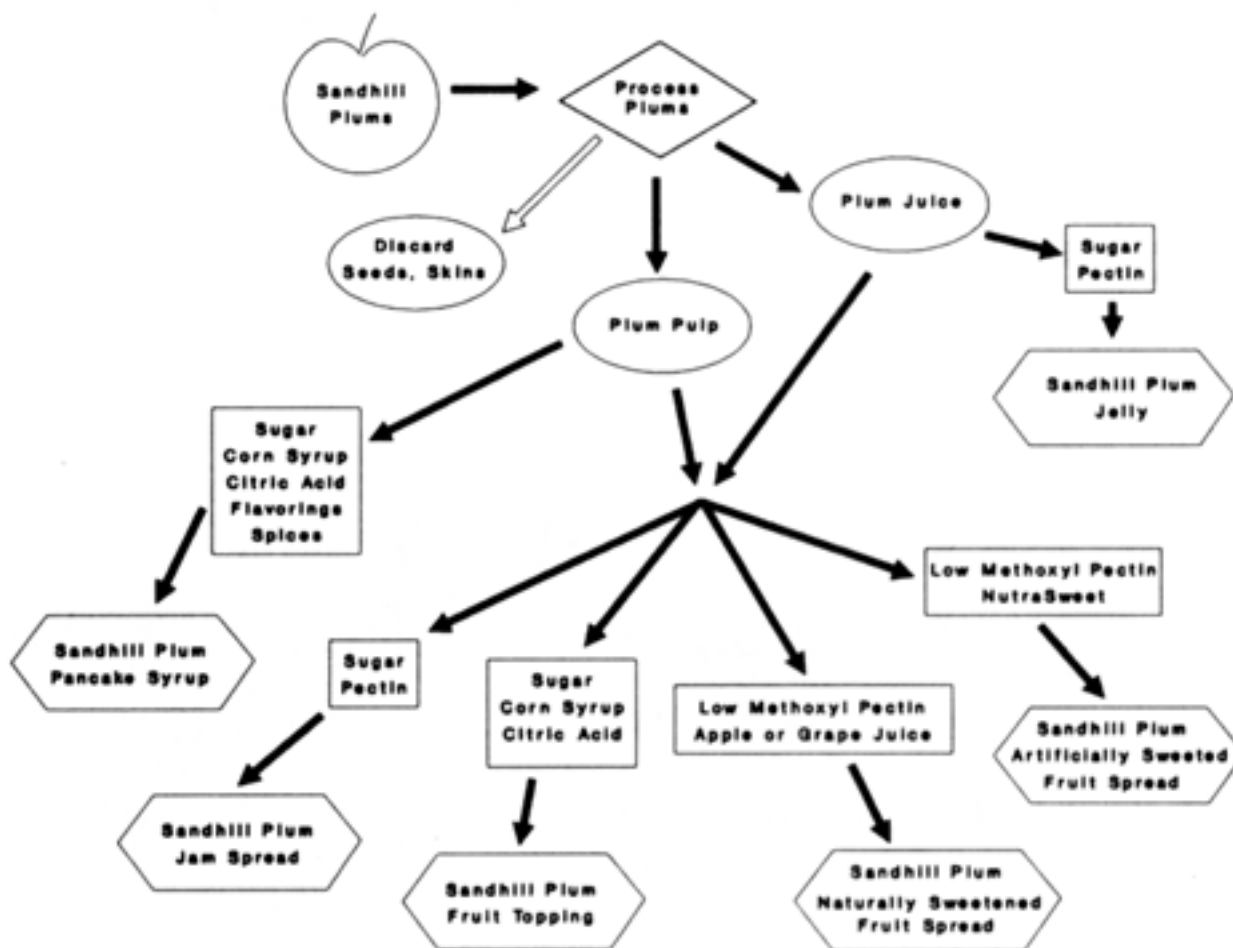 Sandhill
Plums
Process
Plums
Plum Juice
Discard
Seeds, Skins
Sugar
Pectin
Plum Pulp
Sandhill Plum
Jelly
Sugar
Corn Syrup
Citric Acid
Flavorings
Spices
Low Methoxyl Pectin
NutraSweet
Sandhill Plum
Pancake Syrup
Sugar
Pectin
Sugar
Corn Syrup
Citric Acid
Low Methoxyl Pectin
Apple or Grape Juice
Sandhill Plum
Artificially Sweeted
Fruit Spread
Sandhill Plum
Jam Spread
Sandhill Plum
Fruit Topping
Sandhill Plum
Naturally Sweetened
Fruit Spread